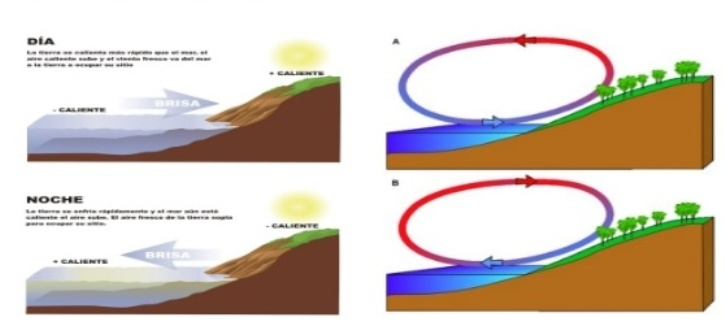 DÍA
La tierra se calienta más rápido que el mar, el
aire caliente sube y el viento fresco va del mar
a la tierra a ocupar su sitio
+ CALIENTE
- CALIENTE
BRISA
A
NOCHE
La tierra se enfria rápidamente y el mar aún está
caliente el aire sube. El aire fresco de la tierra sopla
para ocupar su sitio.
- CALIENTE
+ CALIENTE
BRISA
B